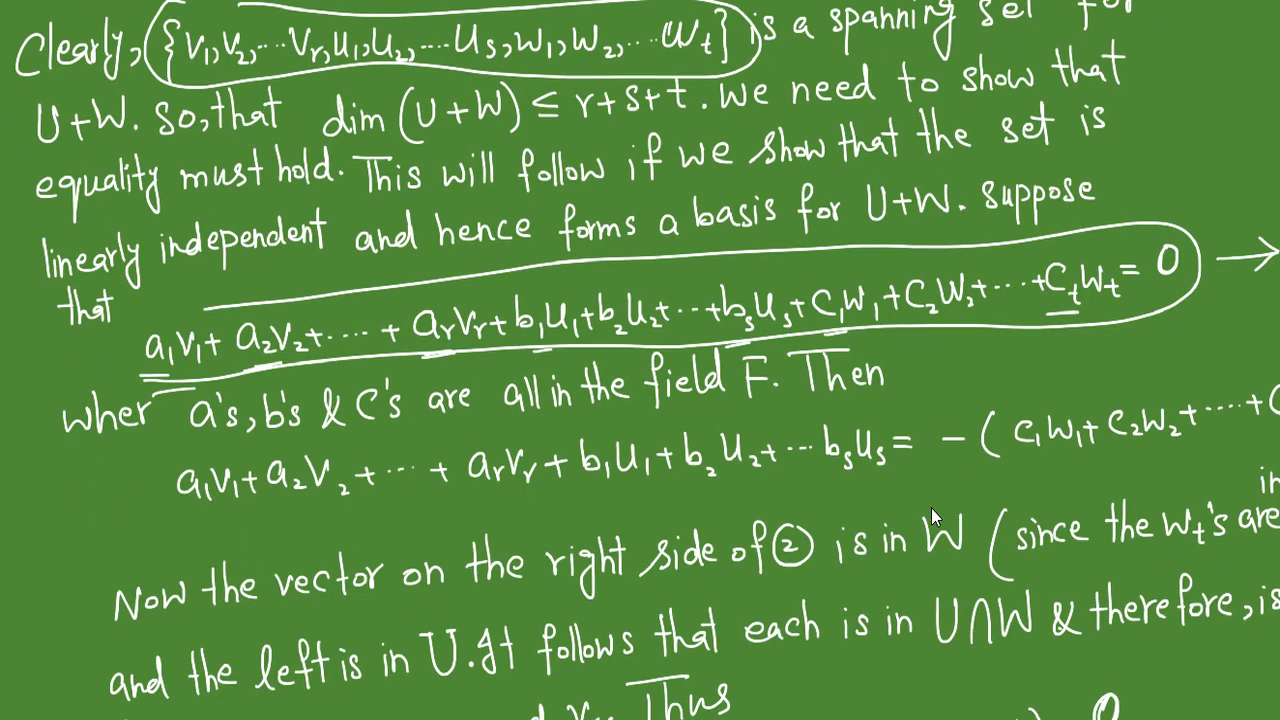 Clearly, {v₁,v₂,....Vᵣ,u₁,u₂,....Uₛ,w₁,w₂,....Wₜ} is a spanning set for
U+W. So, that dim (U+W) ≤ r+s+t. We need to show that
equality must hold. This will follow if we show that the set is
linearly independent and hence forms a basis for U+W. Suppose
that
a₁v₁+a₂v₂+....+aᵣvᵣ+b₁u₁+b₂u₂+...+bₛuₛ+c₁w₁+c₂w₂+...+cₜwₜ=0 →
wher a's, b's & c's are all in the field F. Then
a₁v₁+a₂v₂+...+aᵣvᵣ+b₁u₁+b₂u₂+...bₛuₛ= -(c₁w₁+c₂w₂+....+
Now the vector on the right side of ② is in W (since the wₜ's are
and the left is in U. It follows that each is in U∩W & therefore, is
Thus